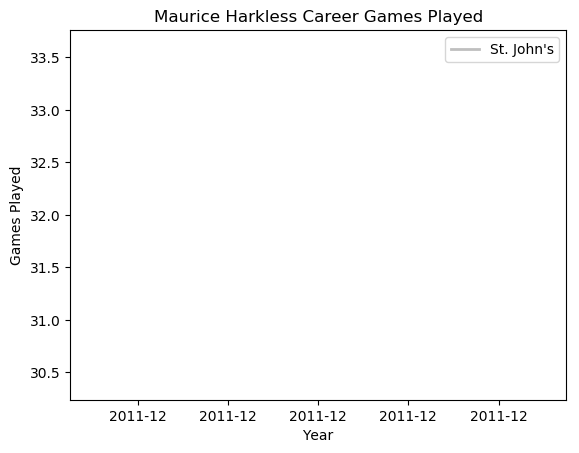 Maurice Harkless Career Games Played
St. John's
33.5
33.0
32.5
32.0
31.5
31.0
30.5
Games Played
2011-12 2011-12 2011-12 2011-12 2011-12
Year